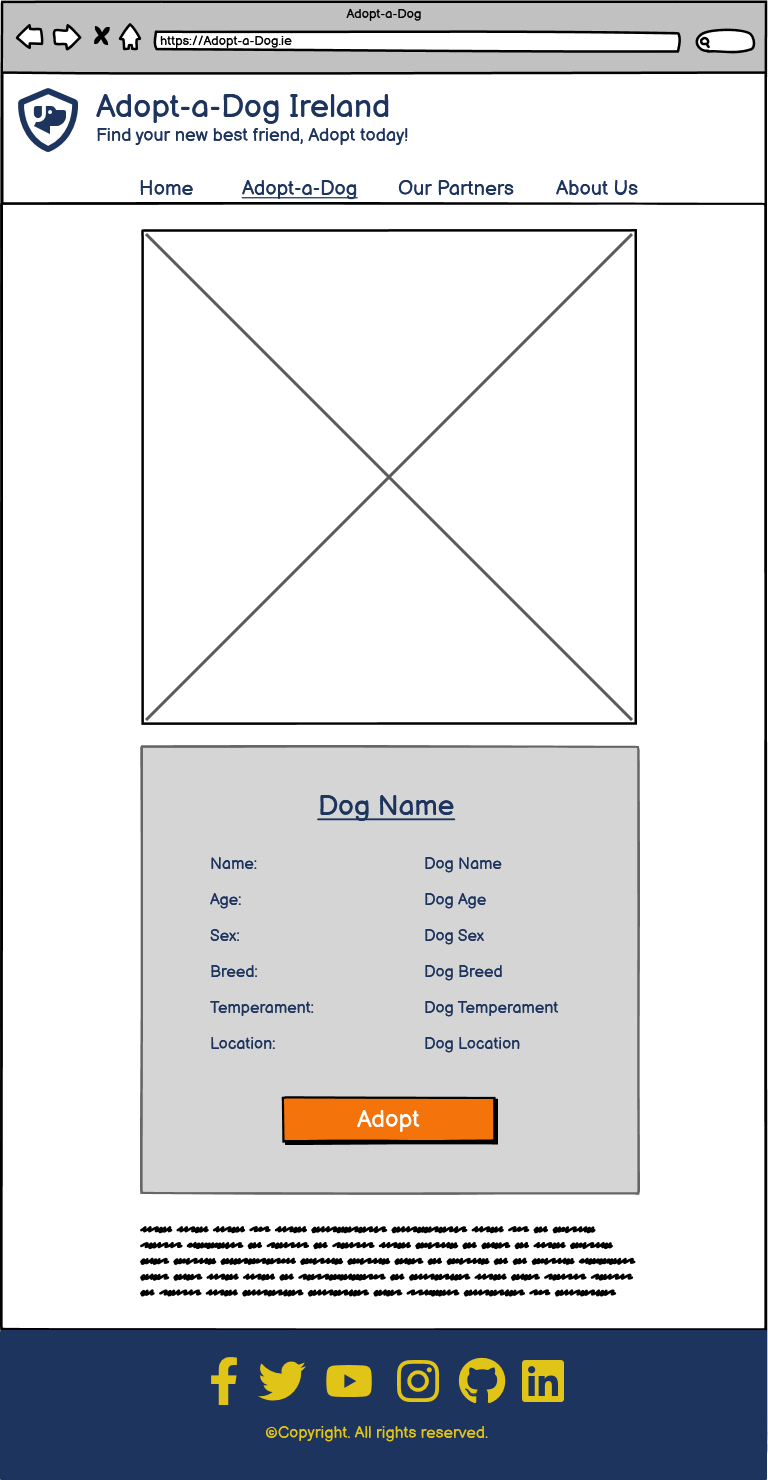 Adopt-a-Dog
https://Adopt-a-Dog.ie
Adopt-a-Dog Ireland
Find your new best friend, Adopt today!
Home Adopt-a-Dog Our Partners About Us
Dog Name
Name: Dog Name
Age: Dog Age
Sex: Dog Sex
Breed: Dog Breed
Temperament: Dog Temperament
Location: Dog Location
Adopt
©Copyright. All rights reserved.